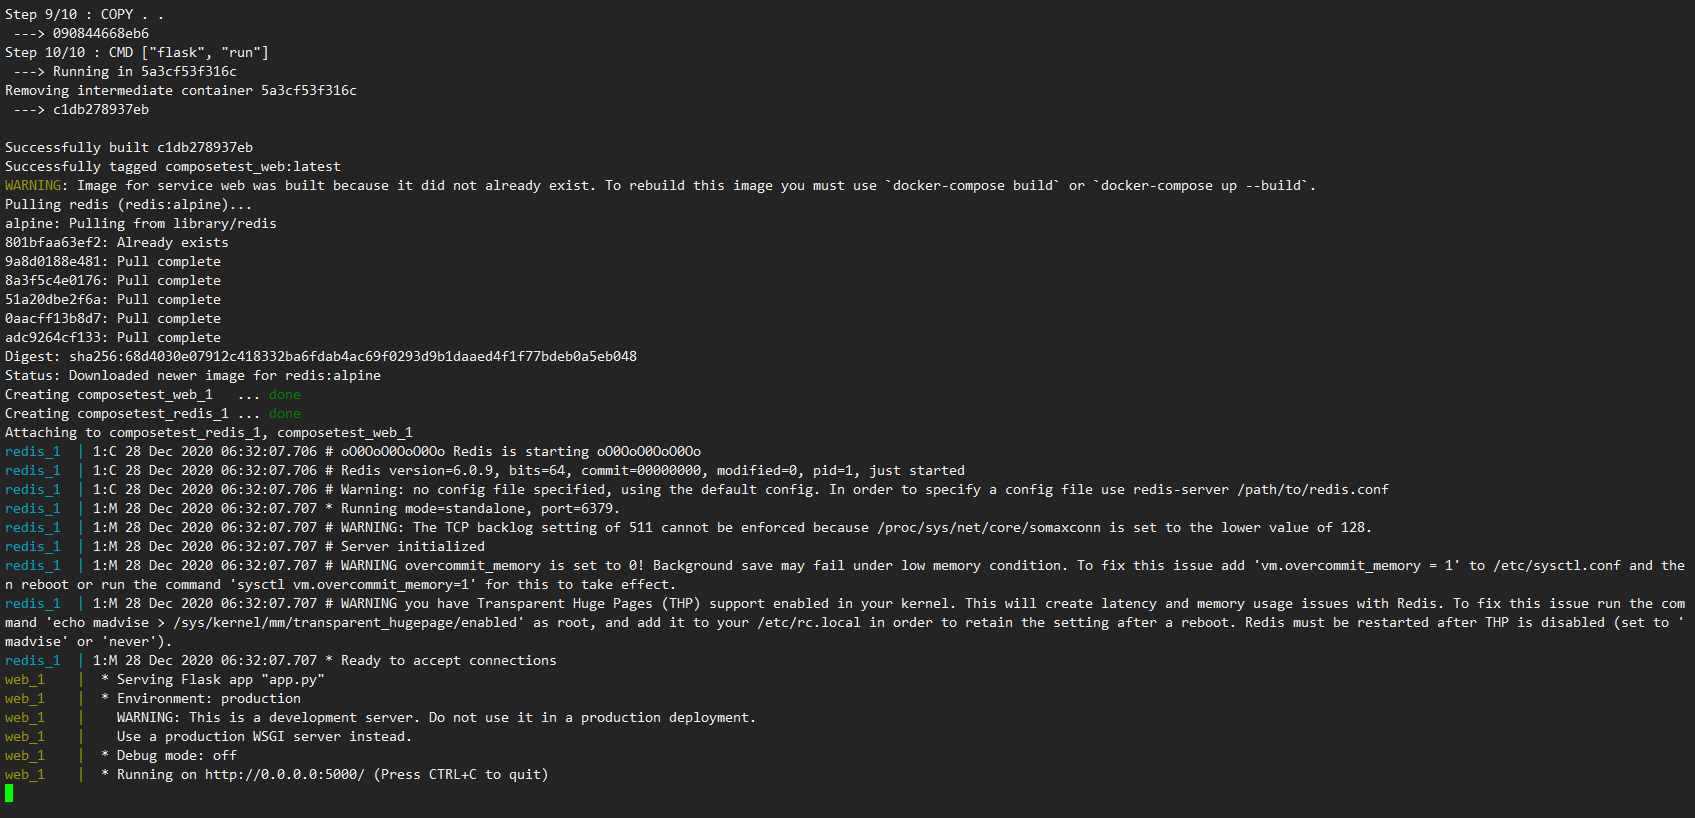 Step 9/10 : COPY . .
 ---> 090844668eb6
Step 10/10 : CMD ["flask", "run"]
 ---> Running in 5a3cf53f316c
Removing intermediate container 5a3cf53f316c
 ---> c1db278937eb
Successfully built c1db278937eb
Successfully tagged composetest_web:latest
WARNING: Image for service web was built because it did not already exist. To rebuild this image you must use `docker-compose build` or `docker-compose up --build`.
Pulling redis (redis:alpine)...
alpine: Pulling from library/redis
801bfaa63ef2: Already exists
9a8d0188e481: Pull complete
8a3f5c4e0176: Pull complete
51a20dbe2f6a: Pull complete
0aacff13b8d7: Pull complete
adc9264cf133: Pull complete
Digest: sha256:68d4030e07912c418332ba6fdab4ac69f0293d9b1daaed4f1f77bdeb0a5eb048
Status: Downloaded newer image for redis:alpine
Creating composetest_web_1   ... done
Creating composetest_redis_1 ... done
Attaching to composetest_redis_1, composetest_web_1
redis_1  | 1:C 28 Dec 2020 06:32:07.706 # oO0OoO0OoO0Oo Redis is starting oO0OoO0OoO0Oo
redis_1  | 1:C 28 Dec 2020 06:32:07.706 # Redis version=6.0.9, bits=64, commit=00000000, modified=0, pid=1, just started
redis_1  | 1:C 28 Dec 2020 06:32:07.706 # Warning: no config file specified, using the default config. In order to specify a config file use redis-server /path/to/redis.conf
redis_1  | 1:M 28 Dec 2020 06:32:07.707 * Running mode=standalone, port=6379.
redis_1  | 1:M 28 Dec 2020 06:32:07.707 # WARNING: The TCP backlog setting of 511 cannot be enforced because /proc/sys/net/core/somaxconn is set to the lower value of 128.
redis_1  | 1:M 28 Dec 2020 06:32:07.707 # Server initialized
redis_1  | 1:M 28 Dec 2020 06:32:07.707 # WARNING overcommit_memory is set to 0! Background save may fail under low memory condition. To fix this issue add 'vm.overcommit_memory = 1' to /etc/sysctl.conf and the
n reboot or run the command 'sysctl vm.overcommit_memory=1' for this to take effect.
redis_1  | 1:M 28 Dec 2020 06:32:07.707 # WARNING you have Transparent Huge Pages (THP) support enabled in your kernel. This will create latency and memory usage issues with Redis. To fix this issue run the com
mand 'echo madvise > /sys/kernel/mm/transparent_hugepage/enabled' as root, and add it to your /etc/rc.local in order to retain the setting after a reboot. Redis must be restarted after THP is disabled (set to '
madvise' or 'never').
redis_1  | 1:M 28 Dec 2020 06:32:07.707 * Ready to accept connections
web_1    |  * Serving Flask app "app.py"
web_1    |  * Environment: production
web_1    |    WARNING: This is a development server. Do not use it in a production deployment.
web_1    |    Use a production WSGI server instead.
web_1    |  * Debug mode: off
web_1    |  * Running on http://0.0.0.0:5000/ (Press CTRL+C to quit)